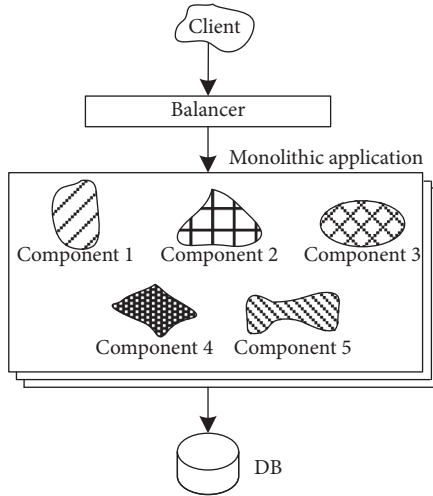 Client
Balancer
Monolithic application
Component 1
Component 2
Component 3
Component 4
Component 5
DB